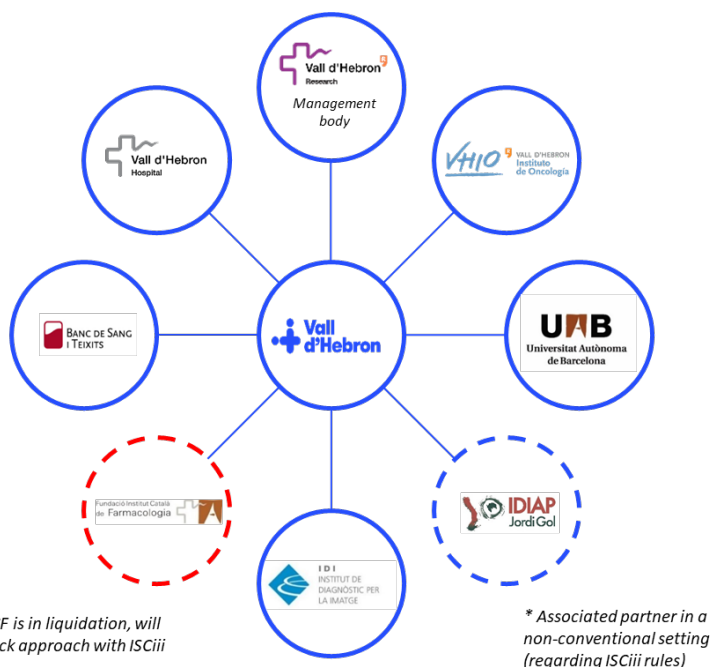 Vall d'Hebron
Research
Management
body
Vall d'Hebron
Hospital
VHIO
VALL D'HEBRON
Instituto
de Oncología
BANC DE SANG
I TEIXITS
Vall
d'Hebron
UAB
Universitat Autònoma
de Barcelona
Fundació Institut Català
de Farmacologia
IDIAP
Jordi Gol
IDI
INSTITUT DE
DIAGNÒSTIC PER
LA IMATGE
F is in liquidation, will
ck approach with ISCiii
* Associated partner in a
non-conventional setting
(regarding ISCiii rules)